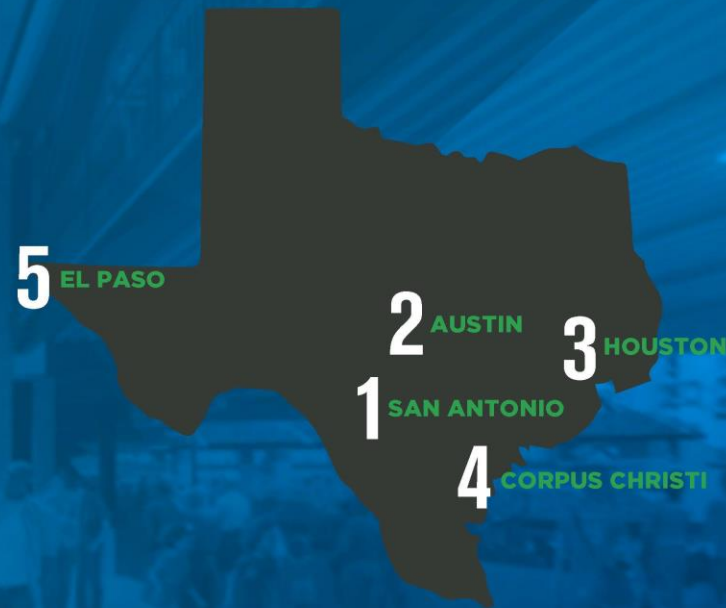 5 EL PASO
2 AUSTIN
3 HOUSTON
1 SAN ANTONIO
4 CORPUS CHRISTI